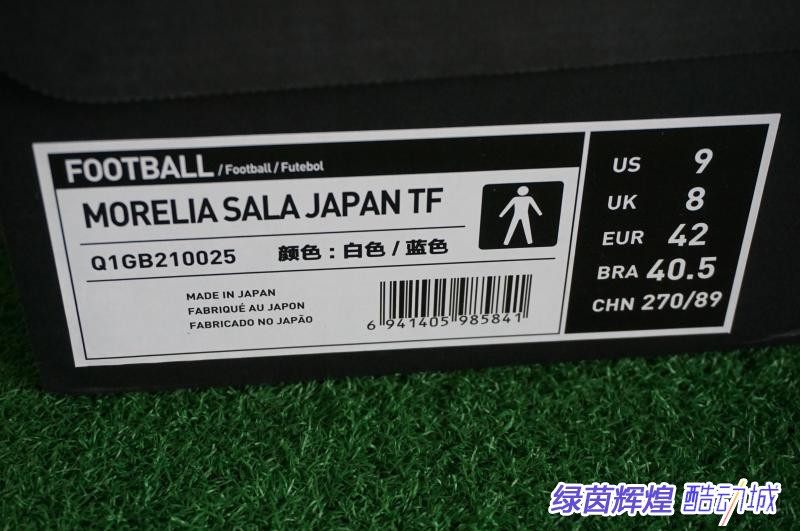 FOOTBALL / Football / Futebol
MORELIA SALA JAPAN TF
Q1GB210025 颜色：白色 / 蓝色
MADE IN JAPAN
FABRIQUÉ AU JAPON
FABRICADO NO JAPÃO
6 941405 985841
US 9
UK 8
EUR 42
BRA 40.5
CHN 270/89
绿茵辉煌 酷动城